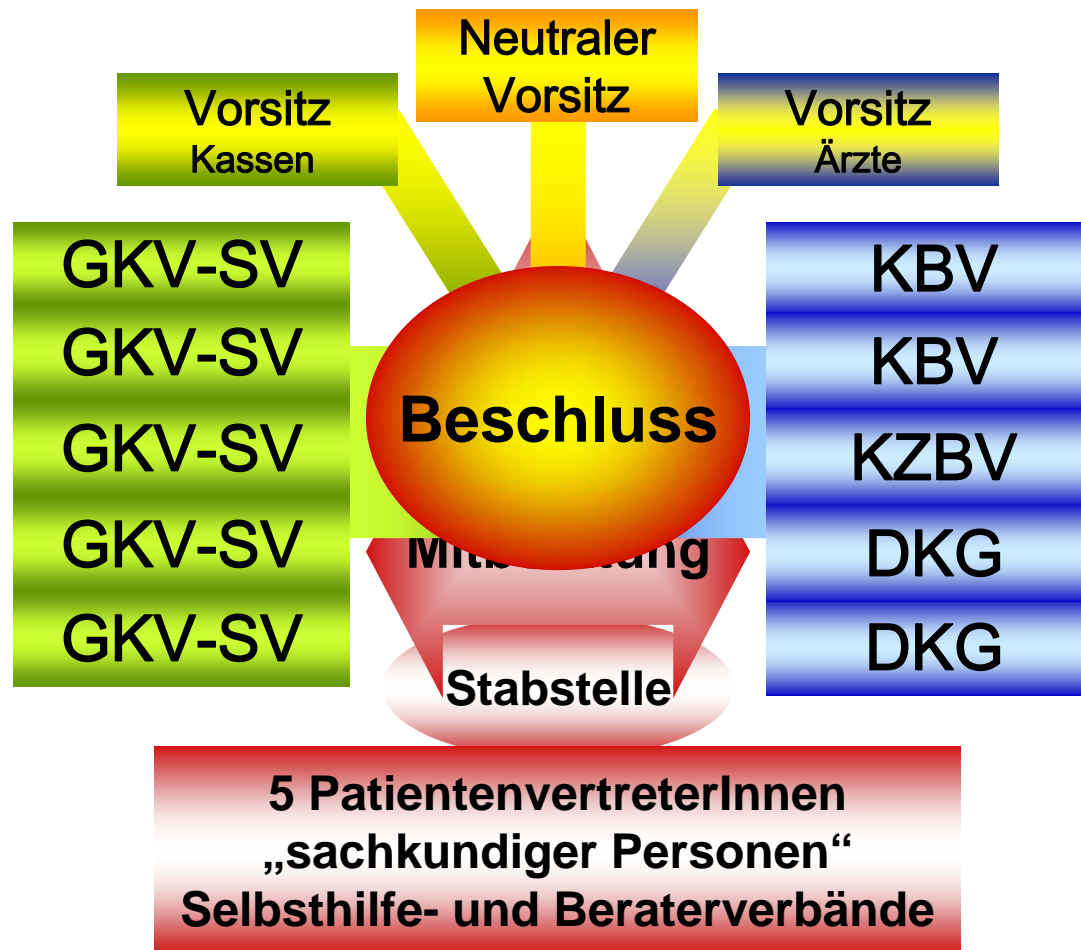 Neutraler
Vorsitz
Vorsitz
Kassen
Vorsitz
Ärzte
GKV-SV
GKV-SV
GKV-SV
GKV-SV
GKV-SV
KBV
KBV
KZBV
DKG
DKG
Beschluss
Stabstelle
5 PatientenvertreterInnen
„sachkundiger Personen“
Selbsthilfe- und Beraterverbände